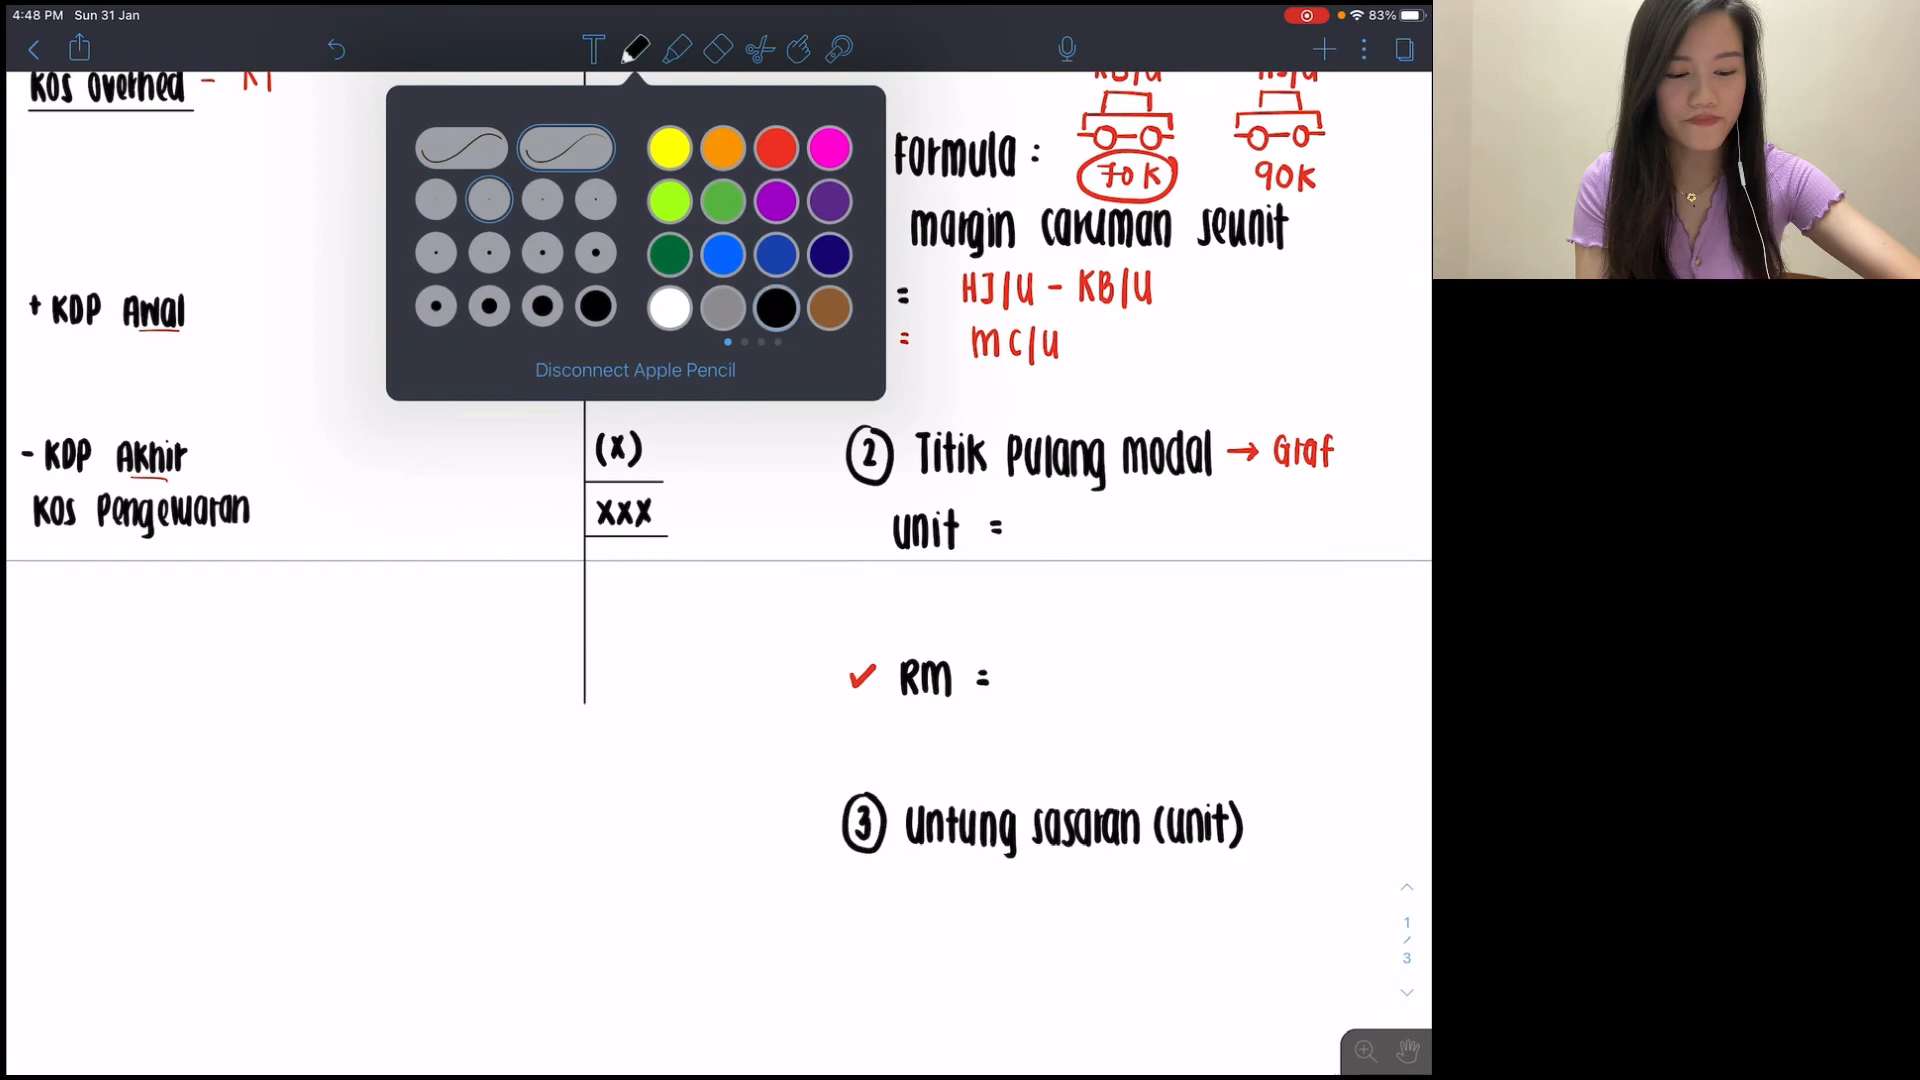 4:48 PM Sun 31 Jan
83%
Kos Overhed -
+ KDP Awal
- KDP Akhir
Kos Pengeluaran
(X)
XXX
Disconnect Apple Pencil
KB/U HJ/U
Formula :
70K 90K
margin caruman seunit
= HJ/U - KB/U
= MC/U
2 Titik pulang modal → Graf
unit =
✓ RM =
3 Untung sasaran (unit)
1
/
3